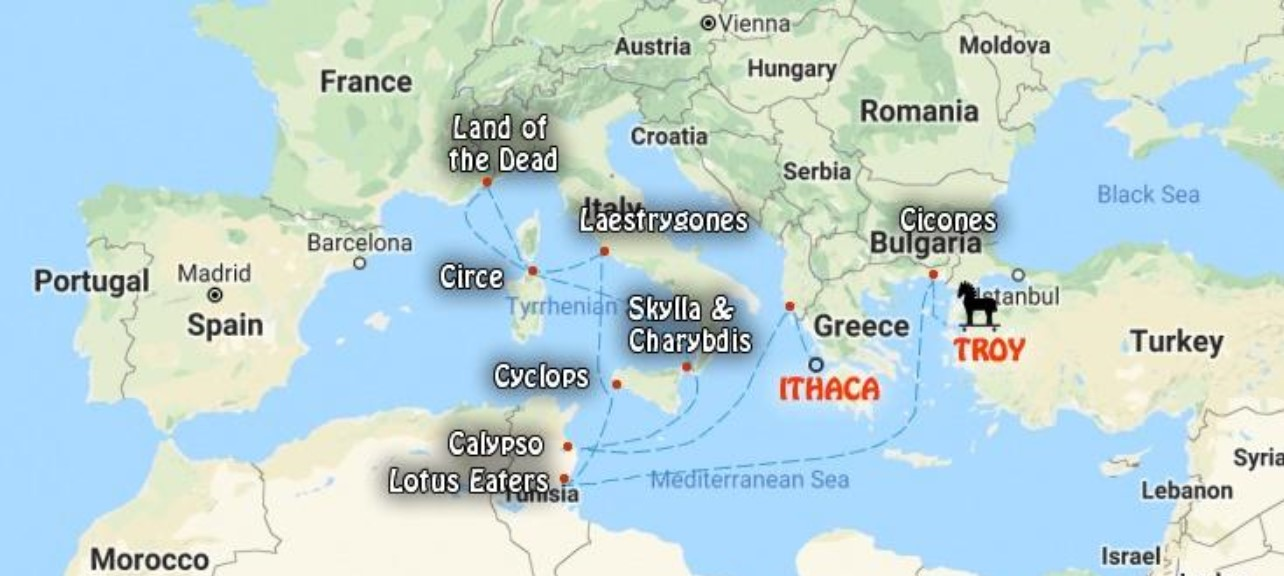 Vienna
Austria
Moldova
Hungary
France
Romania
Land of
the Dead
Croatia
Serbia
Black Sea
Italy
Laestrygones
Cicones
Bulgaria
Barcelona
Portugal
Madrid
Circe
Istanbul
Tyrrhenian
Skylla &
Charybdis
Spain
Greece
Turkey
TROY
Cyclops
ITHACA
Calypso
Lotus Eaters
Tunisia
Mediterranean Sea
Syria
Lebanon
Morocco
Israel